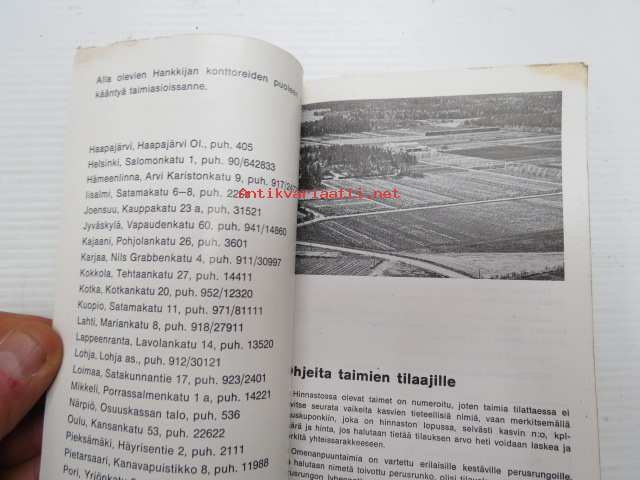 Alla olevien Hankkijan konttoreiden puoleen
kääntyä taimiasioissanne.
Haapajärvi, Haapajärvi Ol., puh. 405
Helsinki, Salomonkatu 1, puh. 90/642833
Hämeenlinna, Arvi Karistonkatu 9, puh. 917/
Iisalmi, Satamakatu 6—8, puh.
Joensuu, Kauppakatu 23 a, puh. 31521
Jyväskylä, Vapaudenkatu 60, puh. 941/14860
Kajaani, Pohjolankatu 26, puh. 3601
Karjaa, Nils Grabbenkatu 4, puh. 911/30997
Kokkola, Tehtaankatu 27, puh. 14411
Kotka, Kotkankatu 20, puh. 952/12320
Kuopio, Satamakatu 11, puh. 971/81111
Lahti, Mariankatu 8, puh. 918/27911
Lappeenranta, Lavolankatu 14, puh. 13520
Lohja, Lohja as., puh. 912/30121
Loimaa, Satakunnantie 17, puh. 923/2401
Mikkeli, Porrassalmenkatu 1 a, puh. 14221
Närpiö, Osuuskassan talo, puh. 536
Oulu, Kansankatu 53, puh. 22622
Pieksämäki, Häyrisentie 2, puh. 2111
Pietarsaari, Kanavapuistikko 8, puh. 11988
Pori, Yrjönkatu
Antikvariaatti.net
Ohjeita taimien tilaajille
Hinnastossa olevat taimet on numeroitu, joten taimia tilattaessa ei
vitse seurata vaikeita kasvien tieteellisiä nimiä, vaan merkitsemällä
uskuponkiin, joka on hinnaston lopussa, selvästi kasvin n:o, kpl-
ärä ja hinta, jos halutaan tietää tilauksen arvo heti voidaan laskea ja
rkitä yhteissarakkeeseen.
Omenanpuuntaimia on vartettu erilaisille kestäville perusrungoille.
halutaan nimetä toivottu perusrunko, olisi